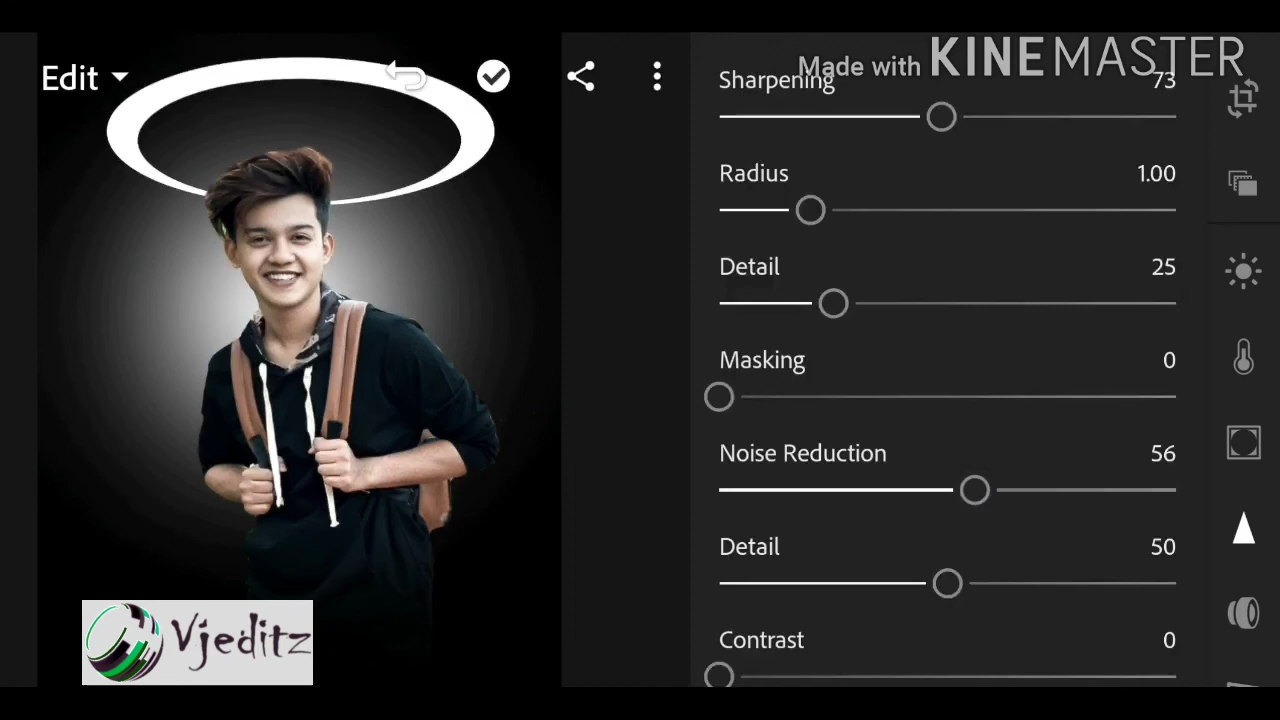 Edit
Made with KINEMASTER
Sharpening 73
Radius 1.00
Detail 25
Masking 0
Noise Reduction 56
Detail 50
Contrast 0
Vjeditz